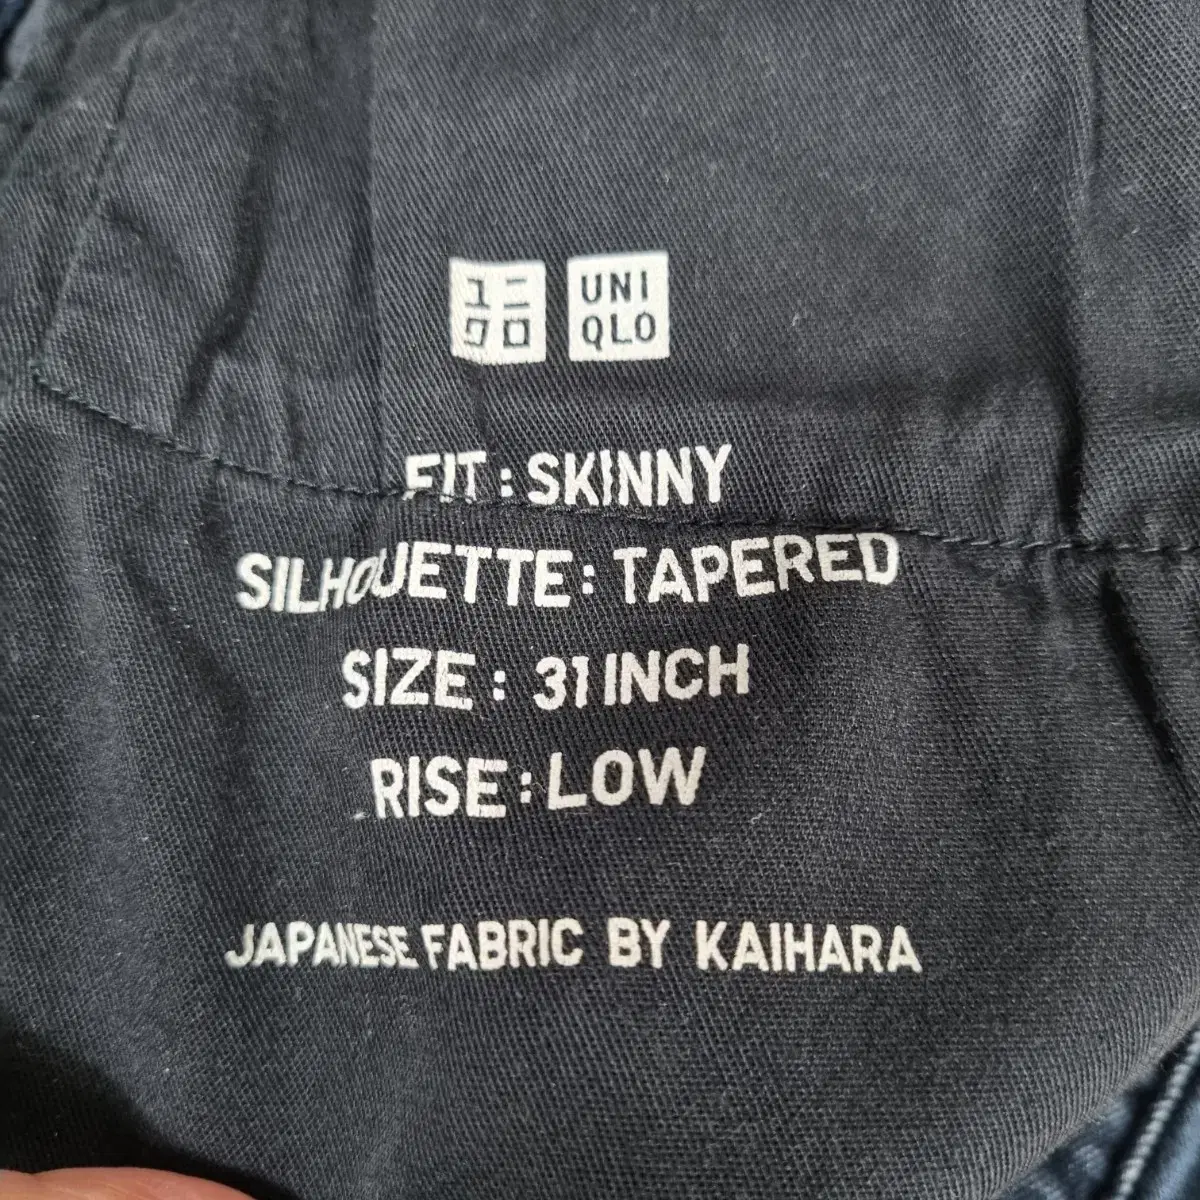 ユニ UNI
クロ QLO
FIT : SKINNY
SILHOUETTE : TAPERED
SIZE : 31 INCH
RISE : LOW
JAPANESE FABRIC BY KAIHARA